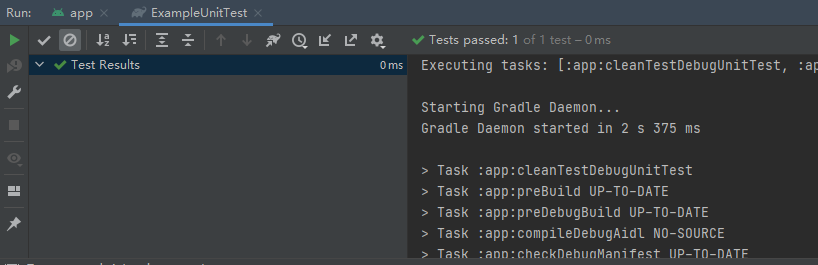 Run: app × ExampleUnitTest ×
Tests passed: 1 of 1 test – 0 ms
Test Results 0 ms
Executing tasks: [:app:cleanTestDebugUnitTest, :ap
Starting Gradle Daemon...
Gradle Daemon started in 2 s 375 ms
> Task :app:cleanTestDebugUnitTest
> Task :app:preBuild UP-TO-DATE
> Task :app:preDebugBuild UP-TO-DATE
> Task :app:compileDebugAidl NO-SOURCE
> Task :app:checkDebugManifest UP-TO-DATE